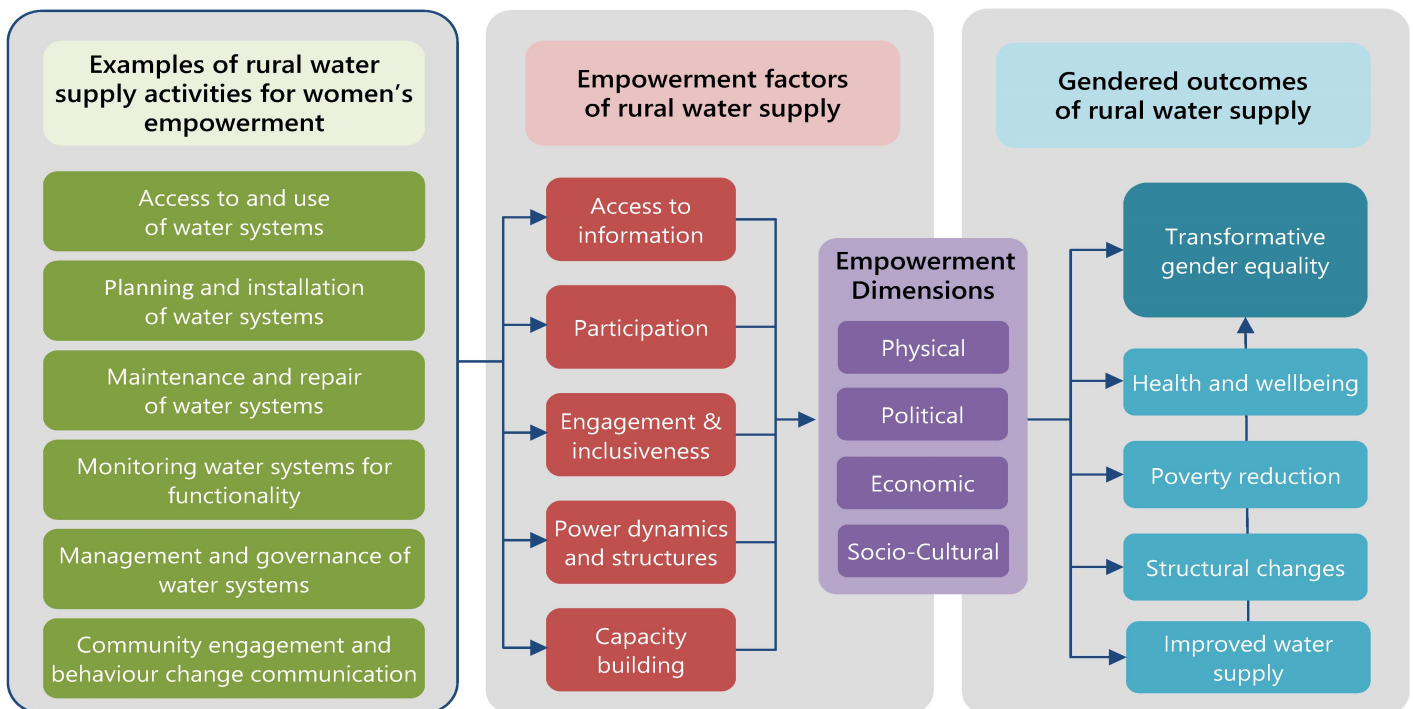 Examples of rural water
supply activities for women’s
empowerment
Access to and use
of water systems
Planning and installation
of water systems
Maintenance and repair
of water systems
Monitoring water systems for
functionality
Management and governance of
water systems
Community engagement and
behaviour change communication
Empowerment factors
of rural water supply
Access to
information
Participation
Engagement &
inclusiveness
Power dynamics
and structures
Capacity
building
Empowerment
Dimensions
Physical
Political
Economic
Socio-Cultural
Gendered outcomes
of rural water supply
Transformative
gender equality
Health and wellbeing
Poverty reduction
Structural changes
Improved water
supply